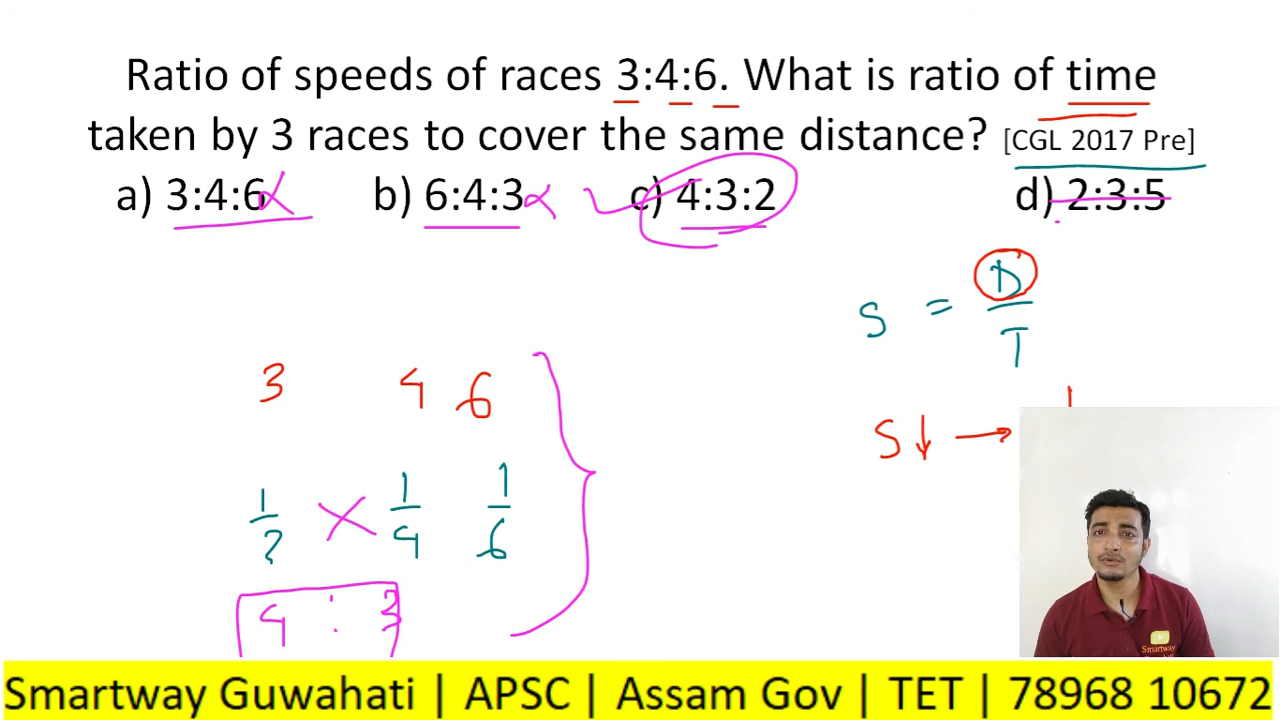 Ratio of speeds of races 3:4:6. What is ratio of time
taken by 3 races to cover the same distance? [CGL 2017 Pre]
a) 3:4:6 b) 6:4:3 c) 4:3:2 d) 2:3:5
S = D/T
3 4 6
S↓ →
1/3 × 1/4 1/6
4 : 3
Smartway
Smartway Guwahati | APSC | Assam Gov | TET | 78968 10672